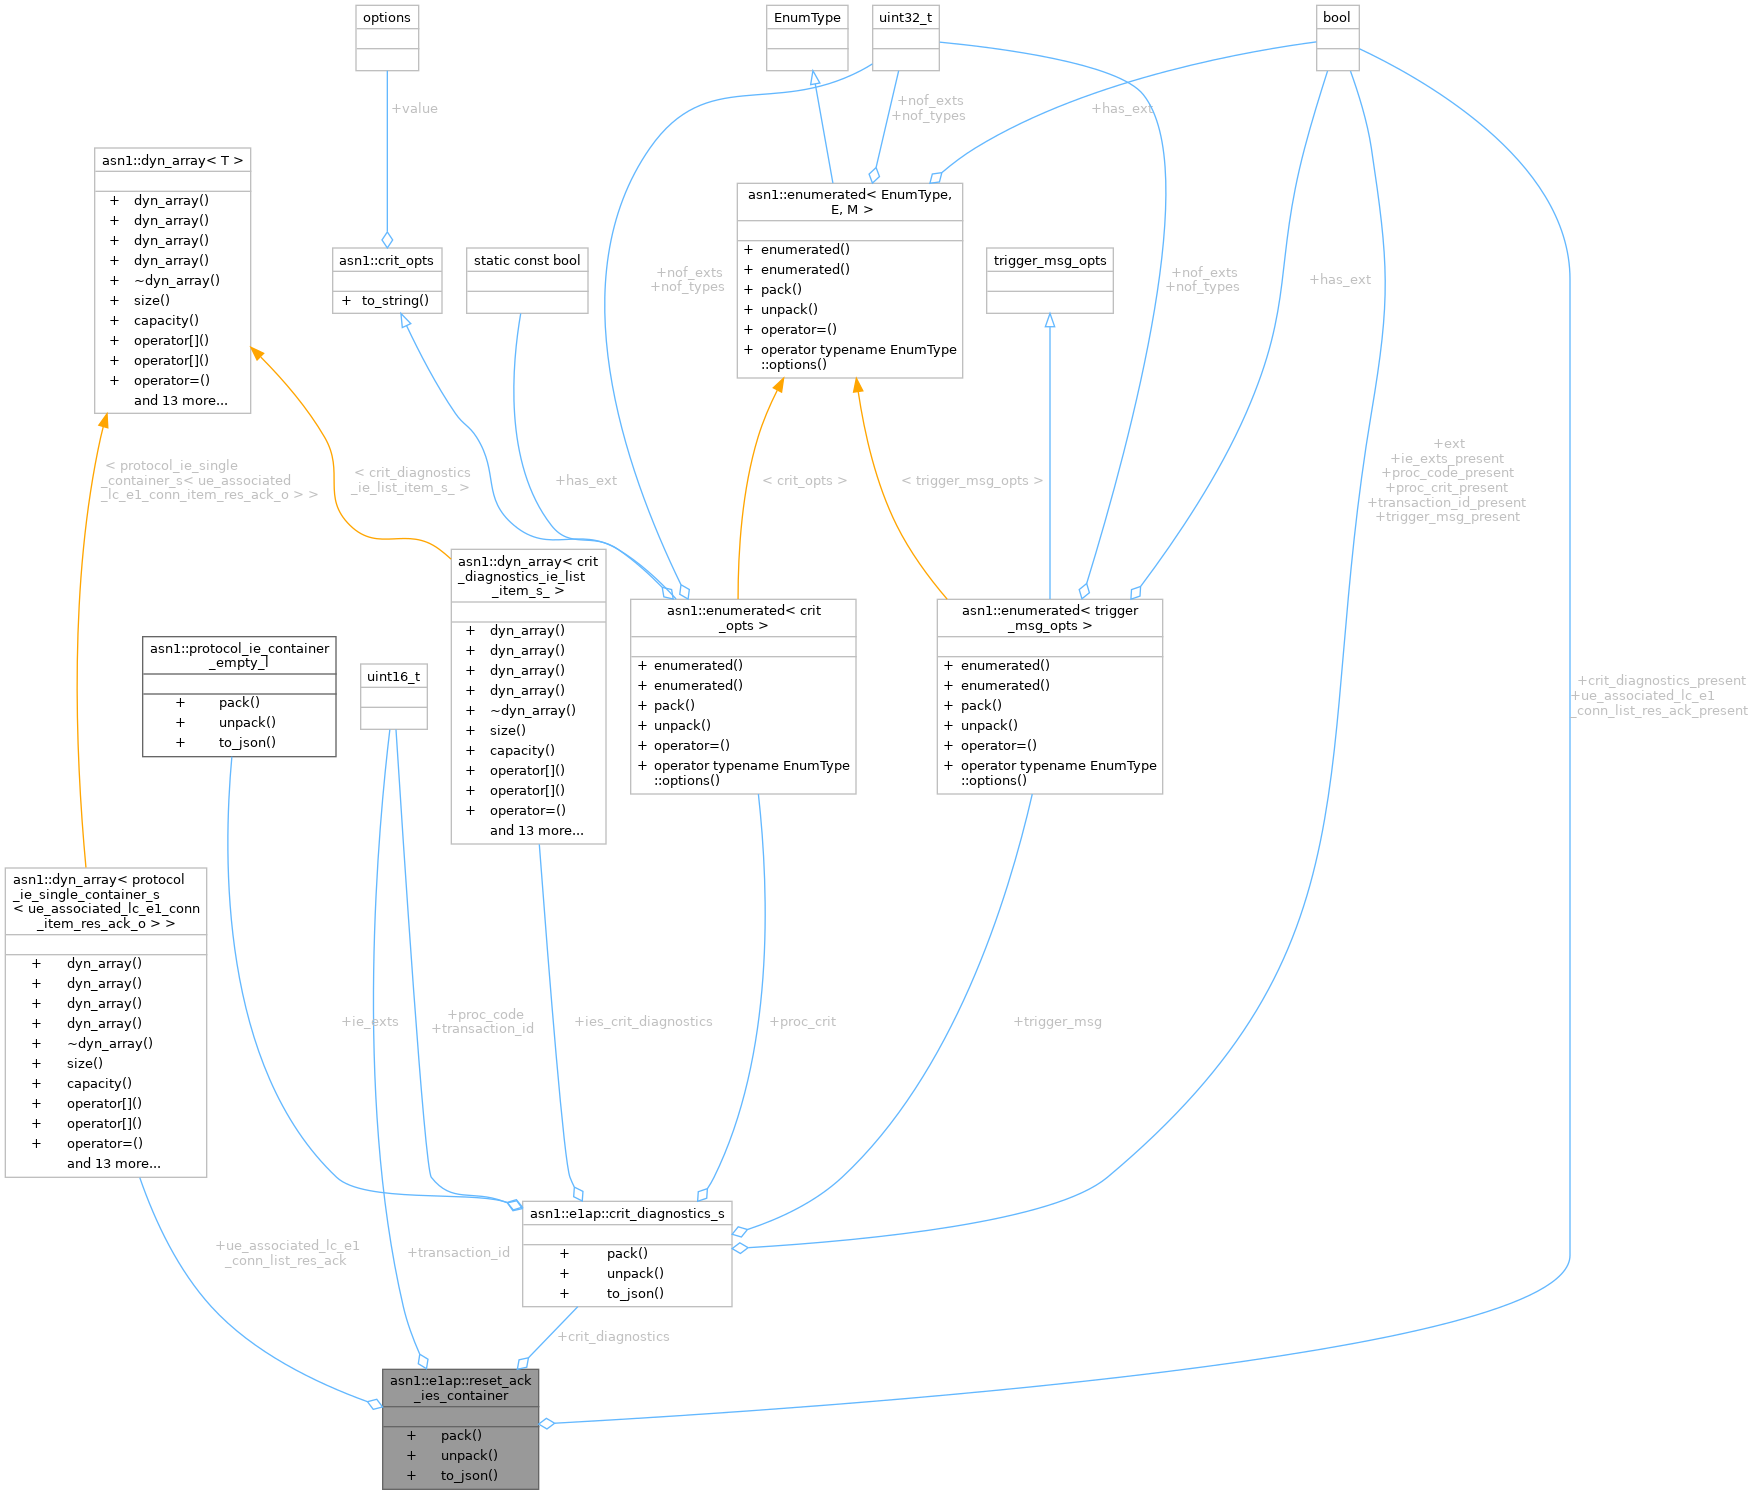 options
EnumType
uint32_t
bool
+value
+nof_exts
+nof_types
+has_ext
asn1::dyn_array< T >
+ dyn_array()
+ dyn_array()
+ dyn_array()
+ dyn_array()
+ ~dyn_array()
+ size()
+ capacity()
+ operator[]()
+ operator[]()
+ operator=()
and 13 more...
asn1::crit_opts
+ to_string()
static const bool
+nof_exts
+nof_types
asn1::enumerated< EnumType,
E, M >
+ enumerated()
+ enumerated()
+ pack()
+ unpack()
+ operator=()
+ operator typename EnumType
::options()
trigger_msg_opts
+nof_exts
+nof_types
+has_ext
< protocol_ie_single
_container_s< ue_associated
_lc_e1_conn_item_res_ack_o > >
< crit_diagnostics
_ie_list_item_s_ >
+has_ext
< crit_opts >
< trigger_msg_opts >
+ext
+ie_exts_present
+proc_code_present
+proc_crit_present
+transaction_id_present
+trigger_msg_present
asn1::protocol_ie_container
_empty_l
+ pack()
+ unpack()
+ to_json()
uint16_t
asn1::dyn_array< crit
_diagnostics_ie_list
_item_s_ >
+ dyn_array()
+ dyn_array()
+ dyn_array()
+ dyn_array()
+ ~dyn_array()
+ size()
+ capacity()
+ operator[]()
+ operator[]()
+ operator=()
and 13 more...
asn1::enumerated< crit
_opts >
+ enumerated()
+ enumerated()
+ pack()
+ unpack()
+ operator=()
+ operator typename EnumType
::options()
asn1::enumerated< trigger
_msg_opts >
+ enumerated()
+ enumerated()
+ pack()
+ unpack()
+ operator=()
+ operator typename EnumType
::options()
+crit_diagnostics_present
+ue_associated_lc_e1
_conn_list_res_ack_present
asn1::dyn_array< protocol
_ie_single_container_s
< ue_associated_lc_e1_conn
_item_res_ack_o > >
+ dyn_array()
+ dyn_array()
+ dyn_array()
+ dyn_array()
+ ~dyn_array()
+ size()
+ capacity()
+ operator[]()
+ operator[]()
+ operator=()
and 13 more...
+ie_exts
+proc_code
+transaction_id
+ies_crit_diagnostics
+proc_crit
+trigger_msg
+ue_associated_lc_e1
_conn_list_res_ack
+transaction_id
asn1::e1ap::crit_diagnostics_s
+ pack()
+ unpack()
+ to_json()
+crit_diagnostics
asn1::e1ap::reset_ack
_ies_container
+ pack()
+ unpack()
+ to_json()